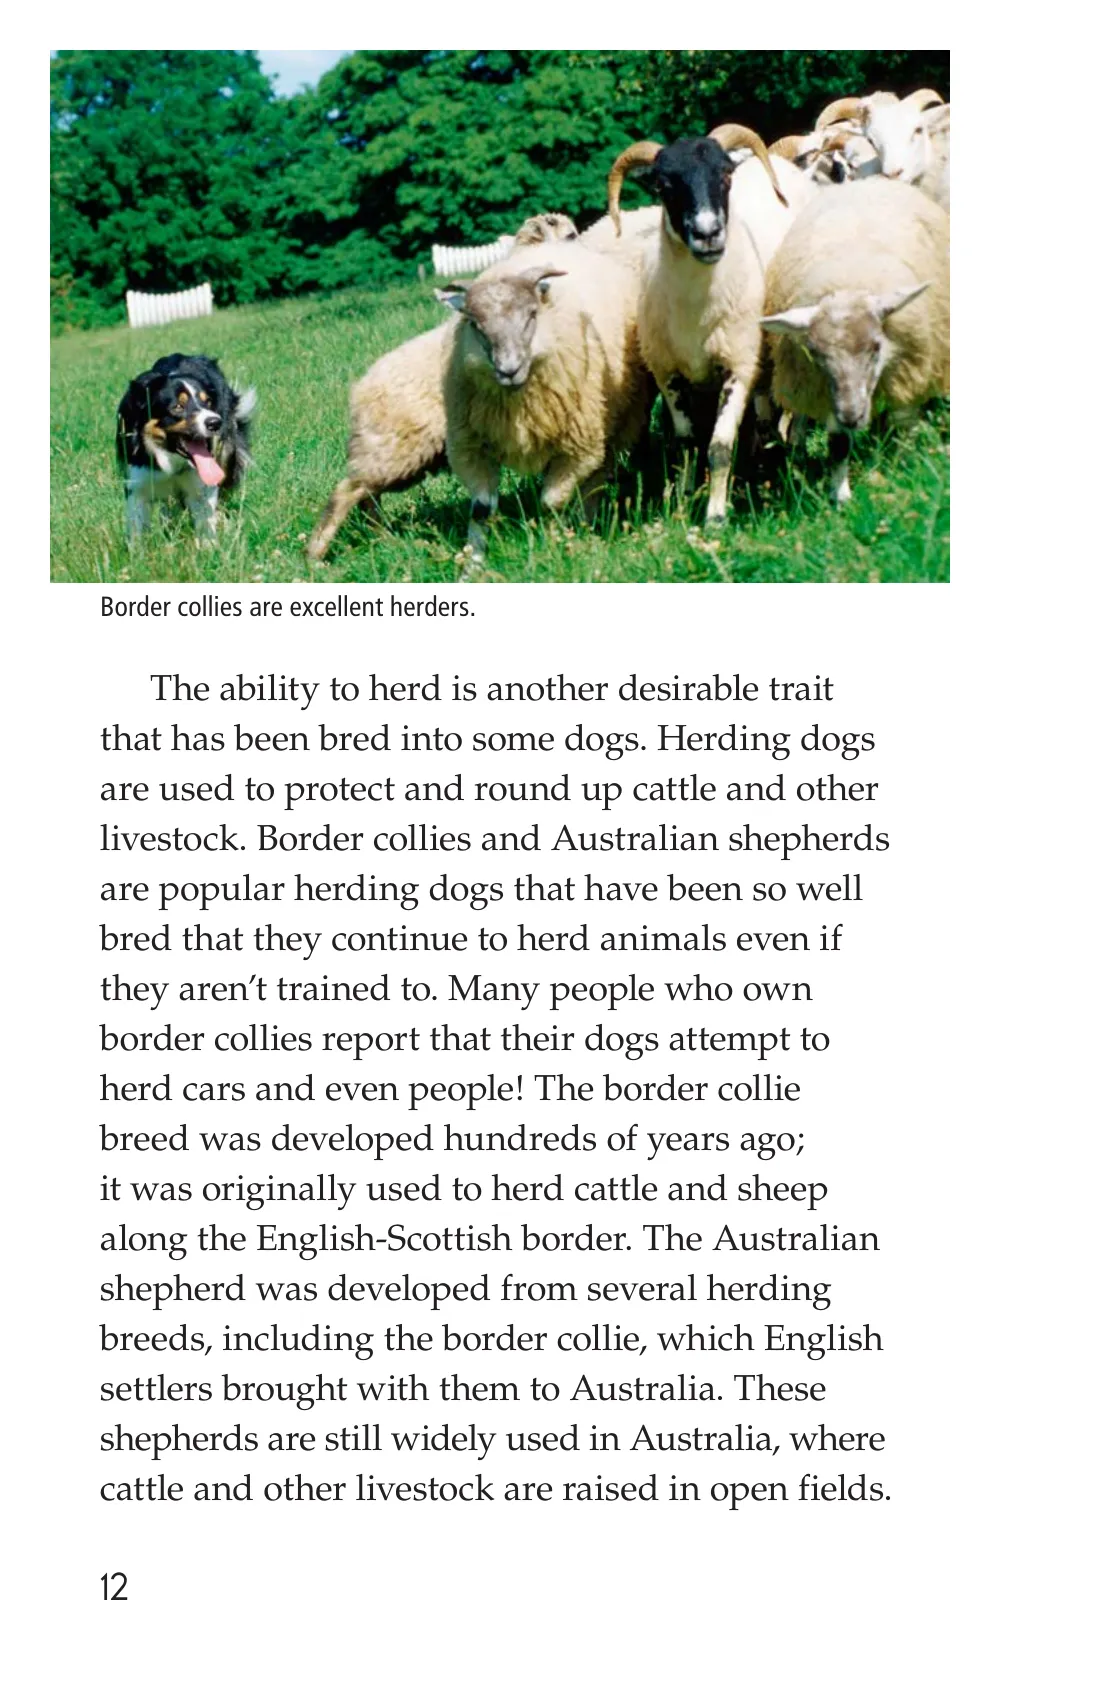 Border collies are excellent herders.
The ability to herd is another desirable trait
that has been bred into some dogs. Herding dogs
are used to protect and round up cattle and other
livestock. Border collies and Australian shepherds
are popular herding dogs that have been so well
bred that they continue to herd animals even if
they aren’t trained to. Many people who own
border collies report that their dogs attempt to
herd cars and even people! The border collie
breed was developed hundreds of years ago;
it was originally used to herd cattle and sheep
along the English-Scottish border. The Australian
shepherd was developed from several herding
breeds, including the border collie, which English
settlers brought with them to Australia. These
shepherds are still widely used in Australia, where
cattle and other livestock are raised in open fields.
12